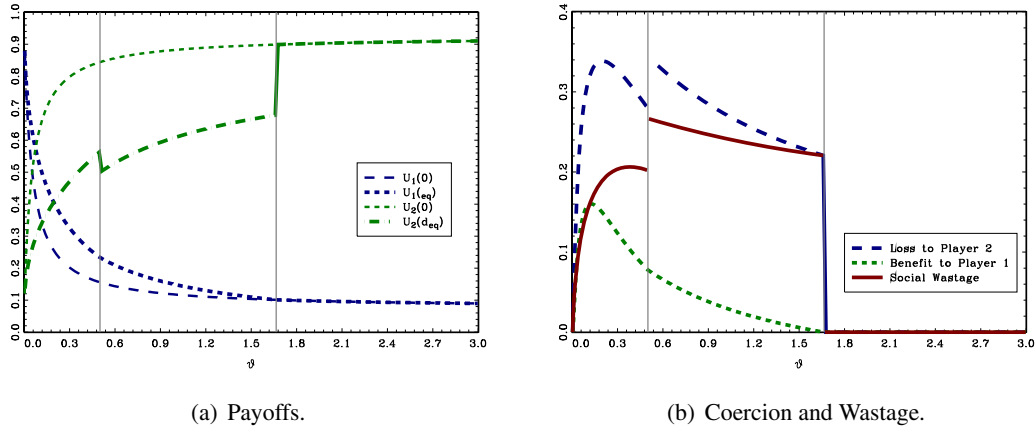 1.0
0.9
0.8
0.7
0.6
0.5
0.4
0.3
0.2
0.1
0.0
0.0 0.3 0.6 0.9 1.2 1.5 1.8 2.1 2.4 2.7 3.0
ϑ
U1(0)
U1(eq)
U2(0)
U2(deq)
(a) Payoffs.
0.4
0.3
0.2
0.1
0.0
0.0 0.3 0.6 0.9 1.2 1.5 1.8 2.1 2.4 2.7 3.0
ϑ
Loss to Player 2
Benefit to Player 1
Social Wastage
(b) Coercion and Wastage.